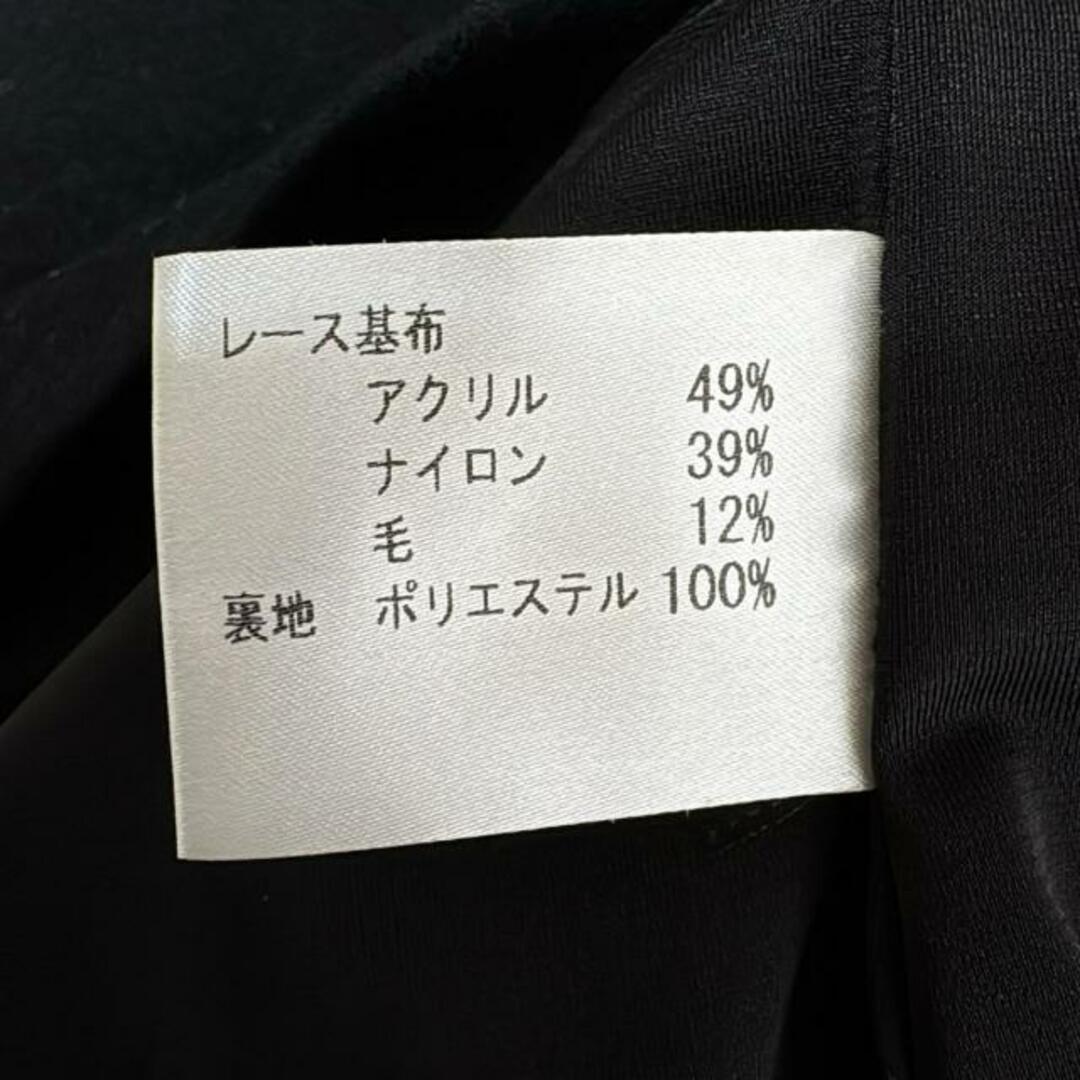 レース基布
アクリル 49%
ナイロン 39%
毛 12%
裏地 ポリエステル 100%